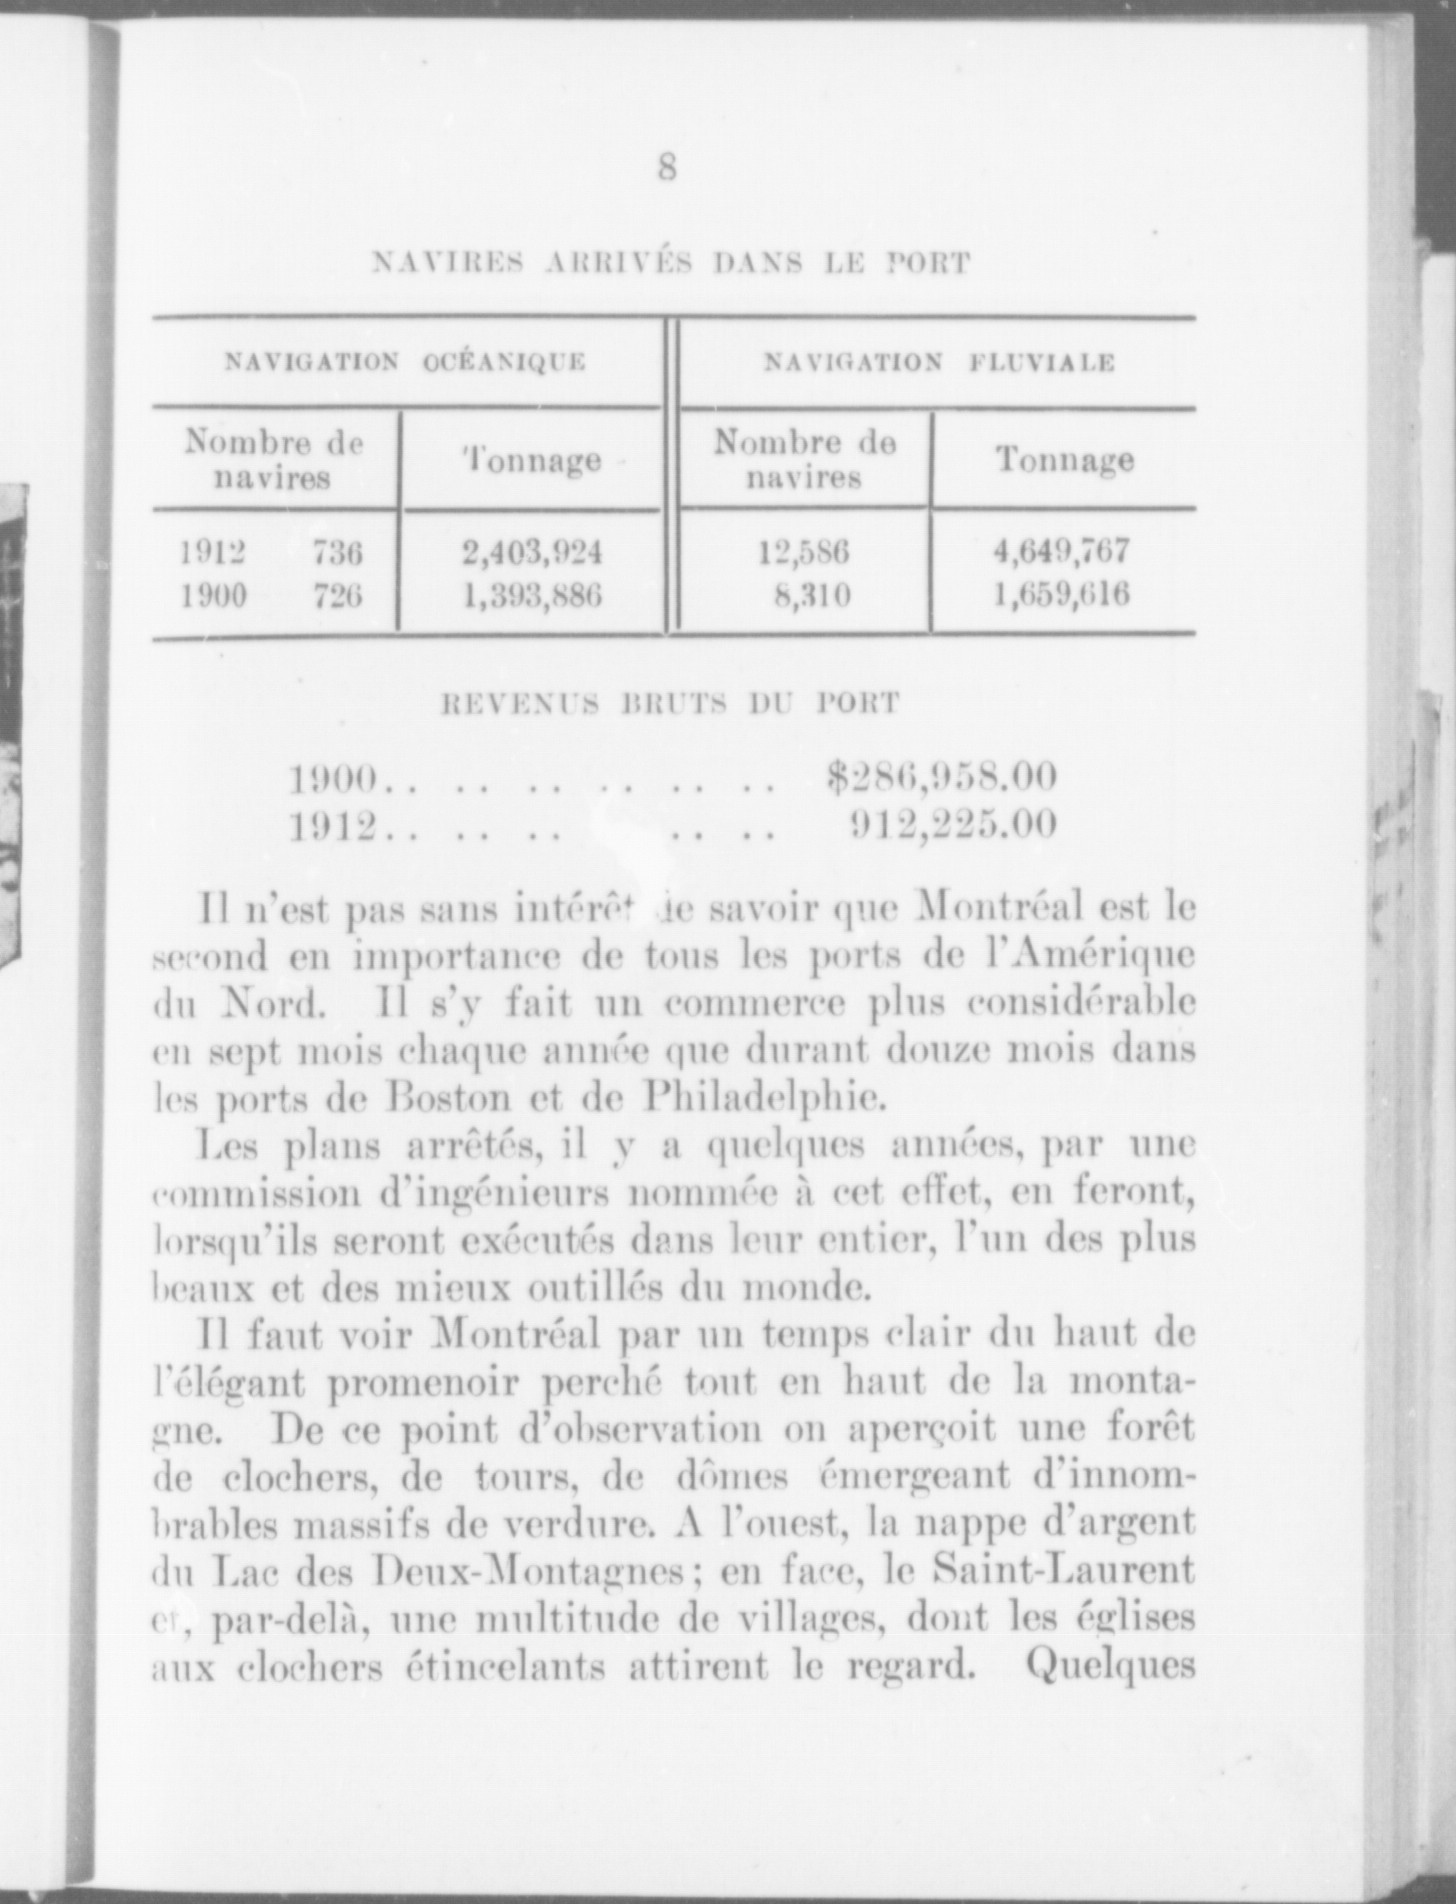 8
NAVIRES ARRIVÉS DANS LE PORT
NAVIGATION OCÉANIQUE NAVIGATION FLUVIALE
Nombre de navires Tonnage Nombre de navires Tonnage
1912 736 2,403,924 12,586 4,649,767
1900 726 1,393,886 8,310 1,659,616
REVENUS BRUTS DU PORT
1900.. .. .. .. .. .. $286,958.00
1912.. .. .. .. .. 912,225.00
Il n'est pas sans intérêt de savoir que Montréal est le
second en importance de tous les ports de l'Amérique
du Nord. Il s'y fait un commerce plus considérable
en sept mois chaque année que durant douze mois dans
les ports de Boston et de Philadelphie.
Les plans arrêtés, il y a quelques années, par une
commission d'ingénieurs nommée à cet effet, en feront,
lorsqu'ils seront exécutés dans leur entier, l'un des plus
beaux et des mieux outillés du monde.
Il faut voir Montréal par un temps clair du haut de
l'élégant promenoir perché tout en haut de la monta-
gne. De ce point d'observation on aperçoit une forêt
de clochers, de tours, de dômes émergeant d'innom-
brables massifs de verdure. A l'ouest, la nappe d'argent
du Lac des Deux-Montagnes; en face, le Saint-Laurent
et, par-delà, une multitude de villages, dont les églises
aux clochers étincelants attirent le regard. Quelques